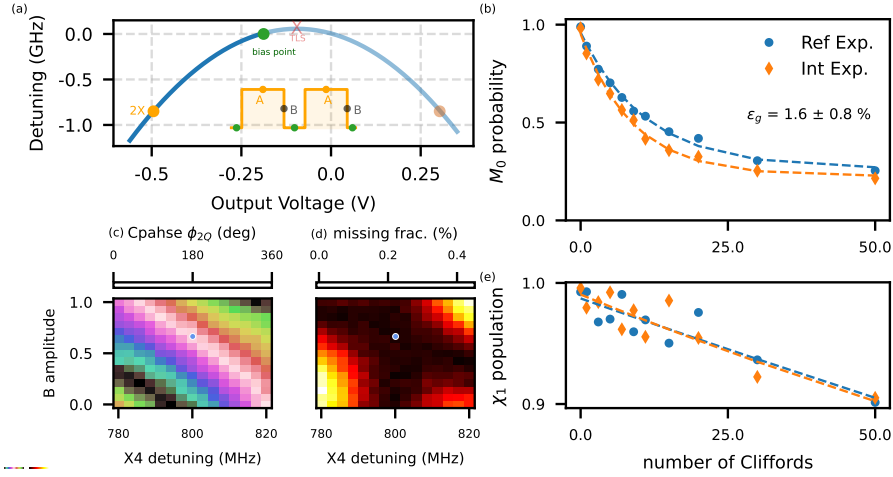 (a)
Detuning (GHz)
0.0
-0.5
-1.0
2X
TLS
bias point
A
B
A
B
-0.5
-0.25
0.0
0.25
Output Voltage (V)
(b)
M0 probability
1.0
0.5
0.0
Ref Exp.
Int Exp.
εg = 1.6 ± 0.8 %
0.0
25.0
50.0
(c) Cpahse ϕ2Q (deg)
0
180
360
B amplitude
1.0
0.5
0.0
780
800
820
X4 detuning (MHz)
(d) missing frac. (%)
0.0
0.2
0.4
780
800
820
X4 detuning (MHz)
(e)
χ1 population
1.0
0.9
0.0
25.0
50.0
number of Cliffords